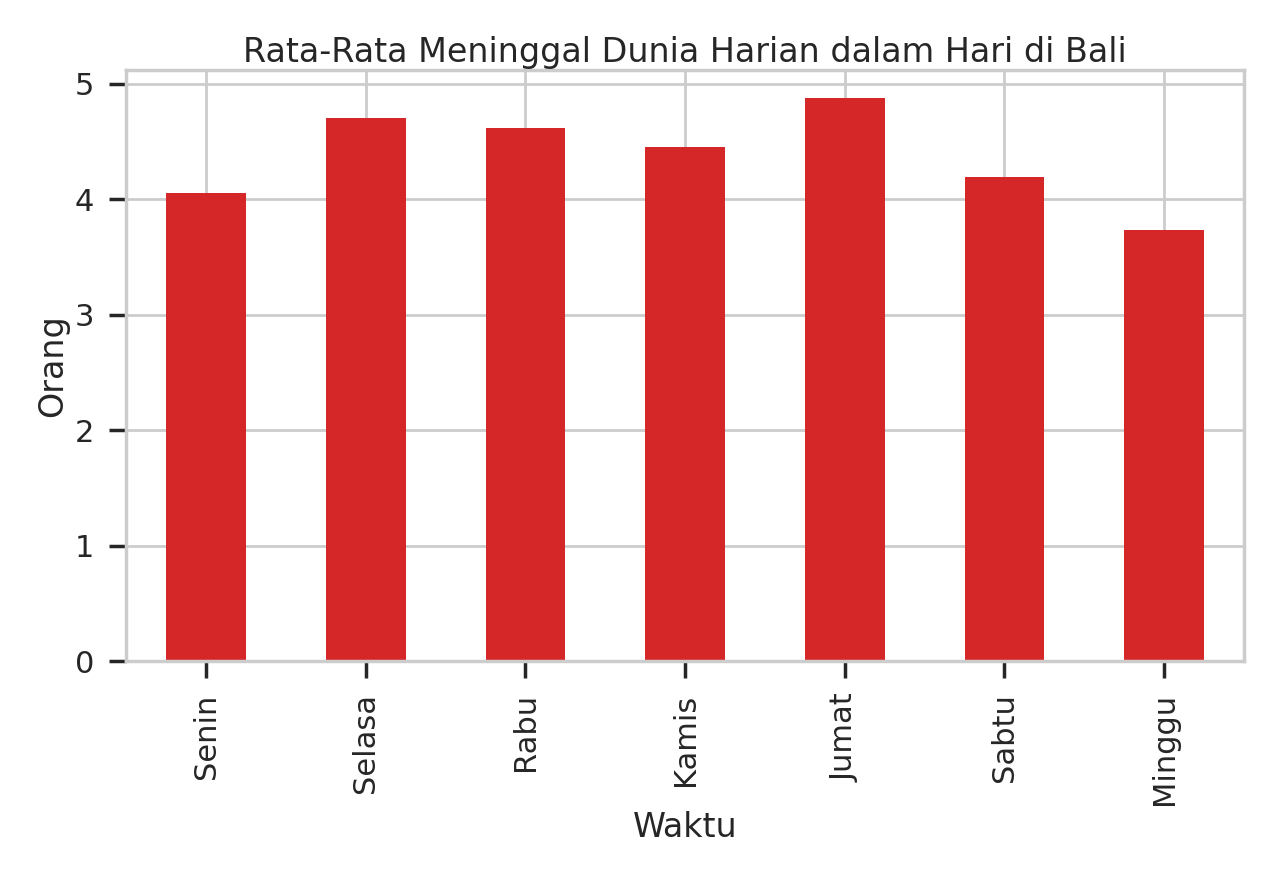 Rata-Rata Meninggal Dunia Harian dalam Hari di Bali
5
4
3
2
1
0
Orang
Senin
Selasa
Rabu
Kamis
Jumat
Sabtu
Minggu
Waktu